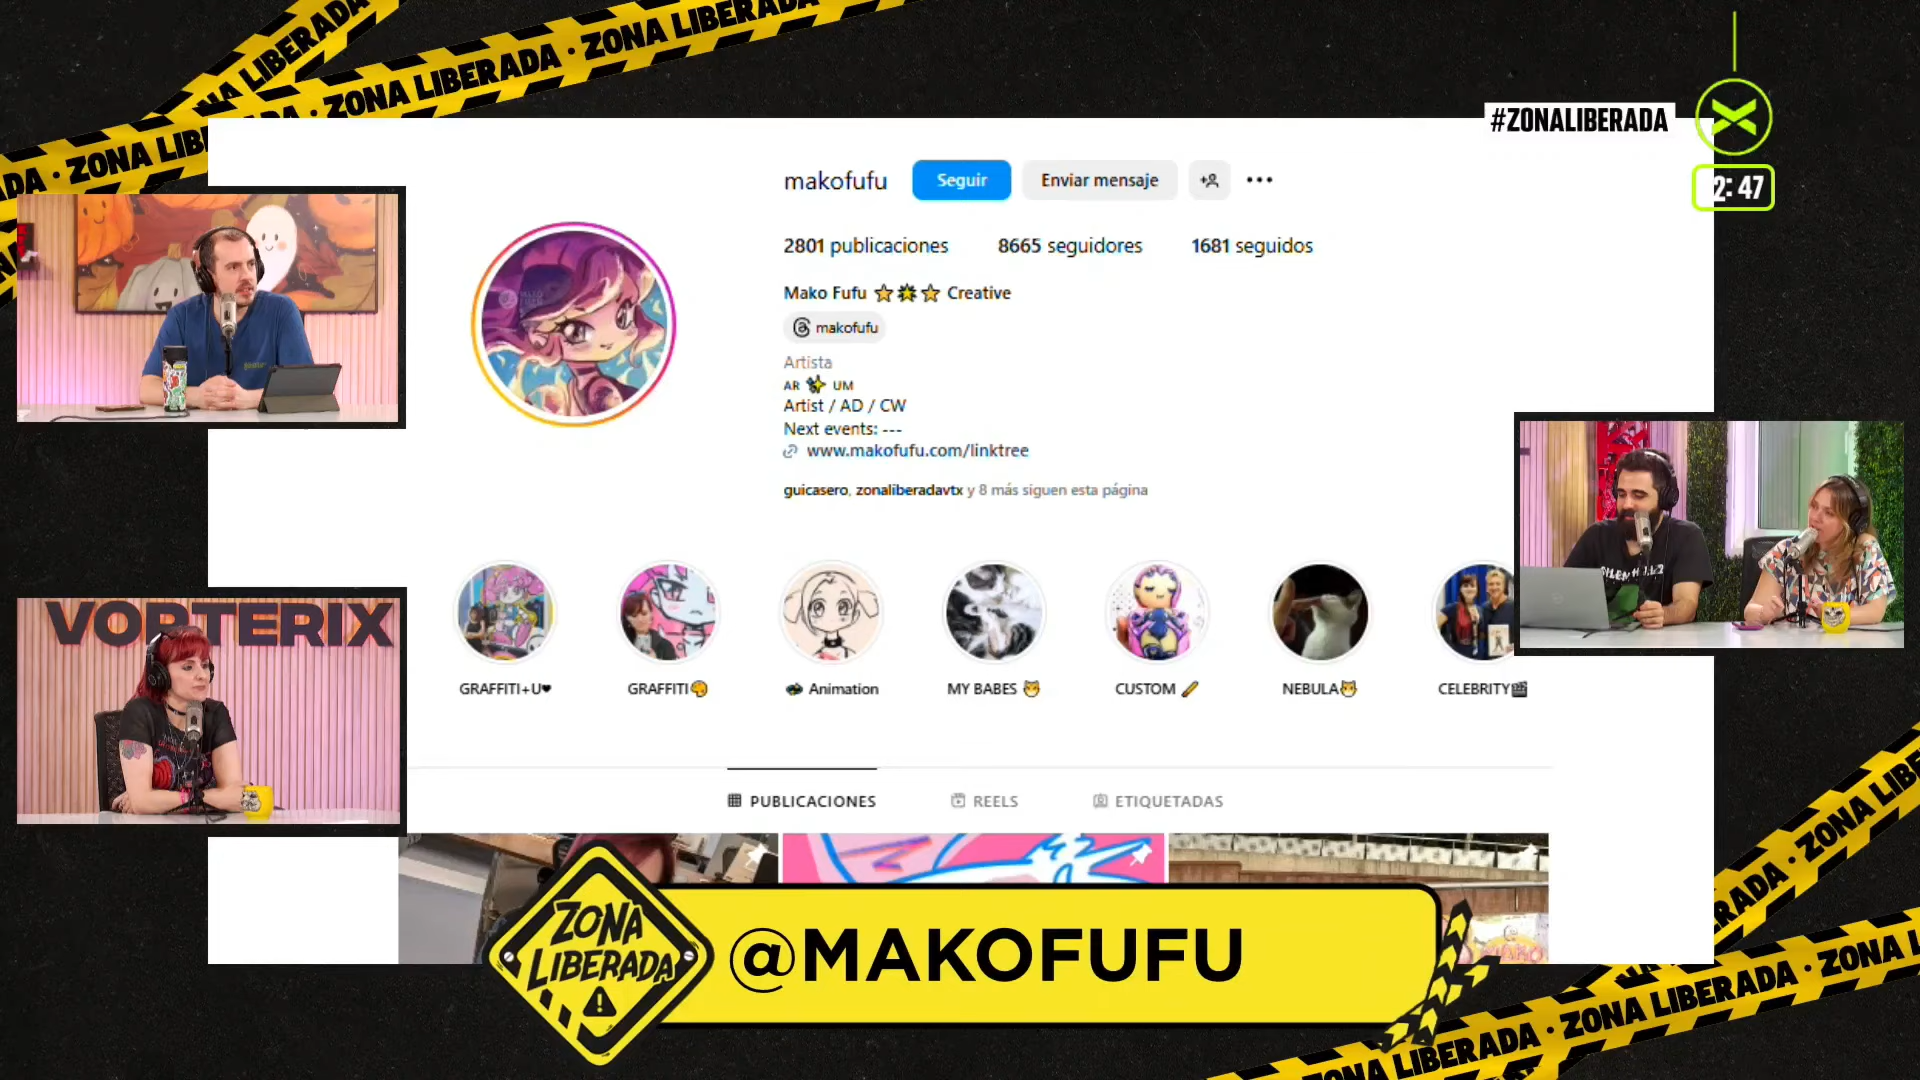 ZONA LIBERADA · ZONA LIBERADA · ZONA LIBERADA
LIBERADA
#ZONALIBERADA
2:47
makofufu
Seguir
Enviar mensaje
2801 publicaciones
8665 seguidores
1681 seguidos
Mako Fufu ⭐🌟⭐ Creative
makofufu
Artista
AR ✨ UM
Artist / AD / CW
Next events: ---
www.makofufu.com/linktree
guicasero, zonaliberadavtx y 8 más siguen esta página
VORTERIX
GRAFFITI+U♥
GRAFFITI🎨
Animation
MY BABES 🐱
CUSTOM 🖌
NEBULA🐱
CELEBRITY🎬
PUBLICACIONES
REELS
ETIQUETADAS
ZONA
LIBERADA
@MAKOFUFU
LIBERADA · ZONA LIBERADA · ZONA